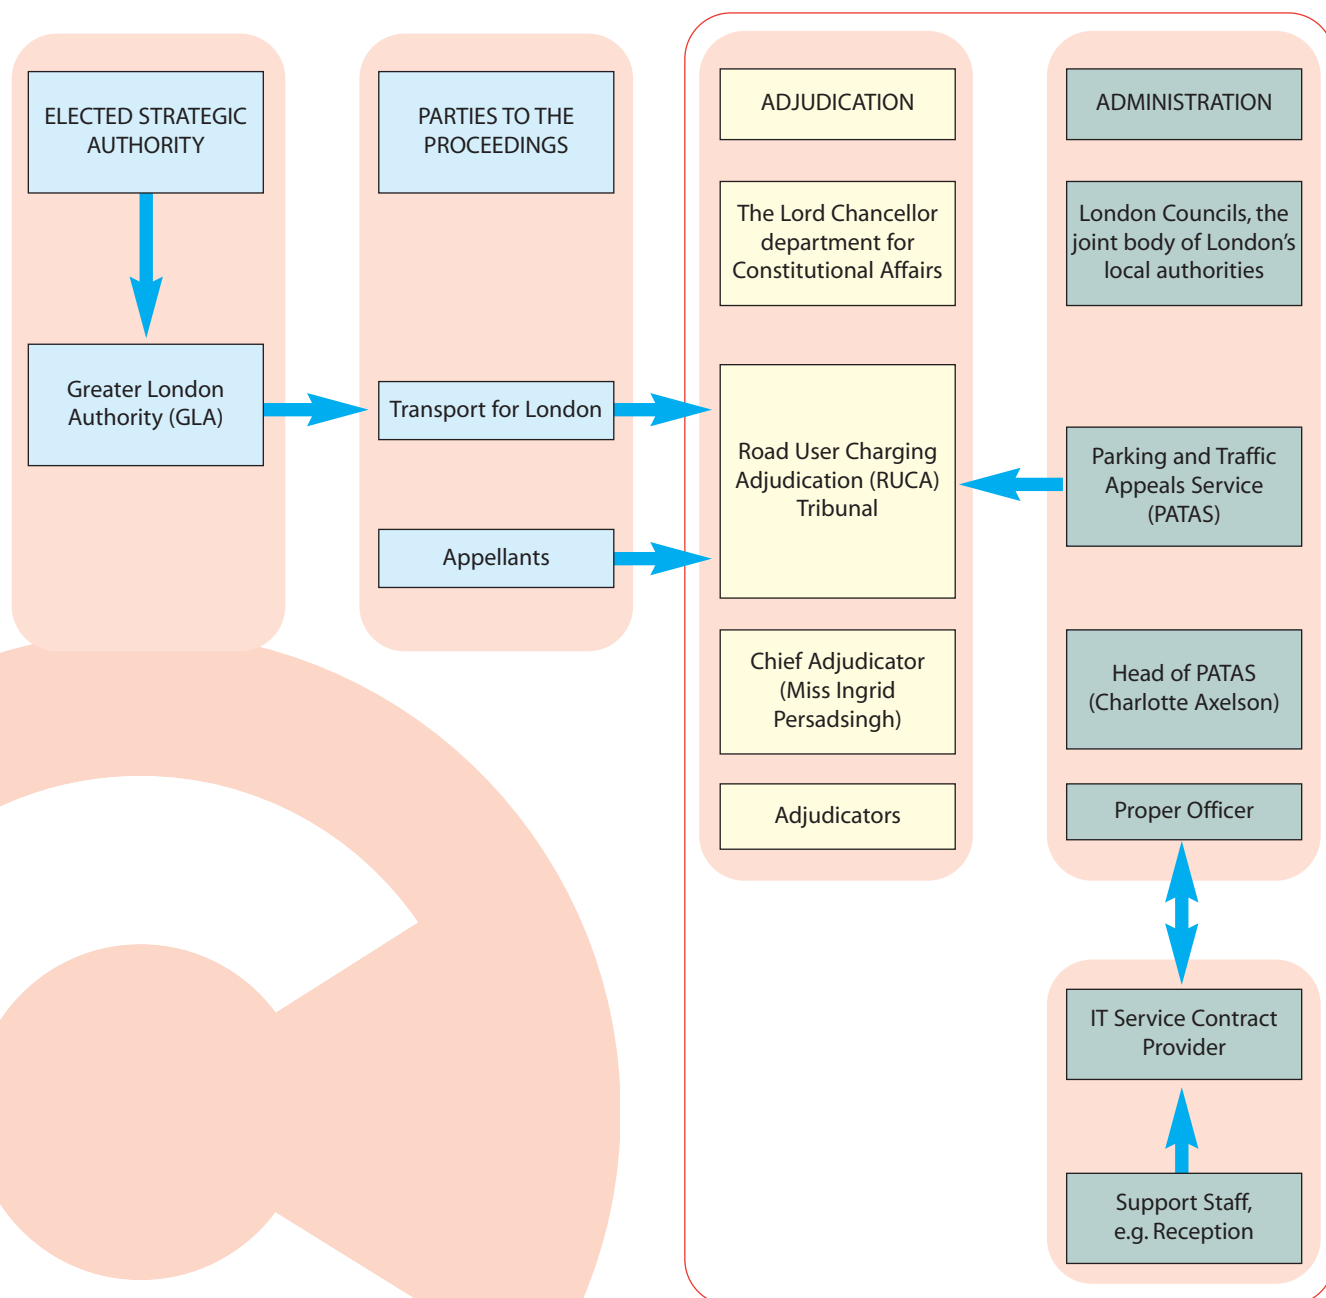 ELECTED STRATEGIC
AUTHORITY
Greater London
Authority (GLA)
PARTIES TO THE
PROCEEDINGS
Transport for London
Appellants
ADJUDICATION
The Lord Chancellor
department for
Constitutional Affairs
Road User Charging
Adjudication (RUCA)
Tribunal
Chief Adjudicator
(Miss Ingrid
Persadsingh)
Adjudicators
ADMINISTRATION
London Councils, the
joint body of London’s
local authorities
Parking and Traffic
Appeals Service
(PATAS)
Head of PATAS
(Charlotte Axelson)
Proper Officer
IT Service Contract
Provider
Support Staff,
e.g. Reception